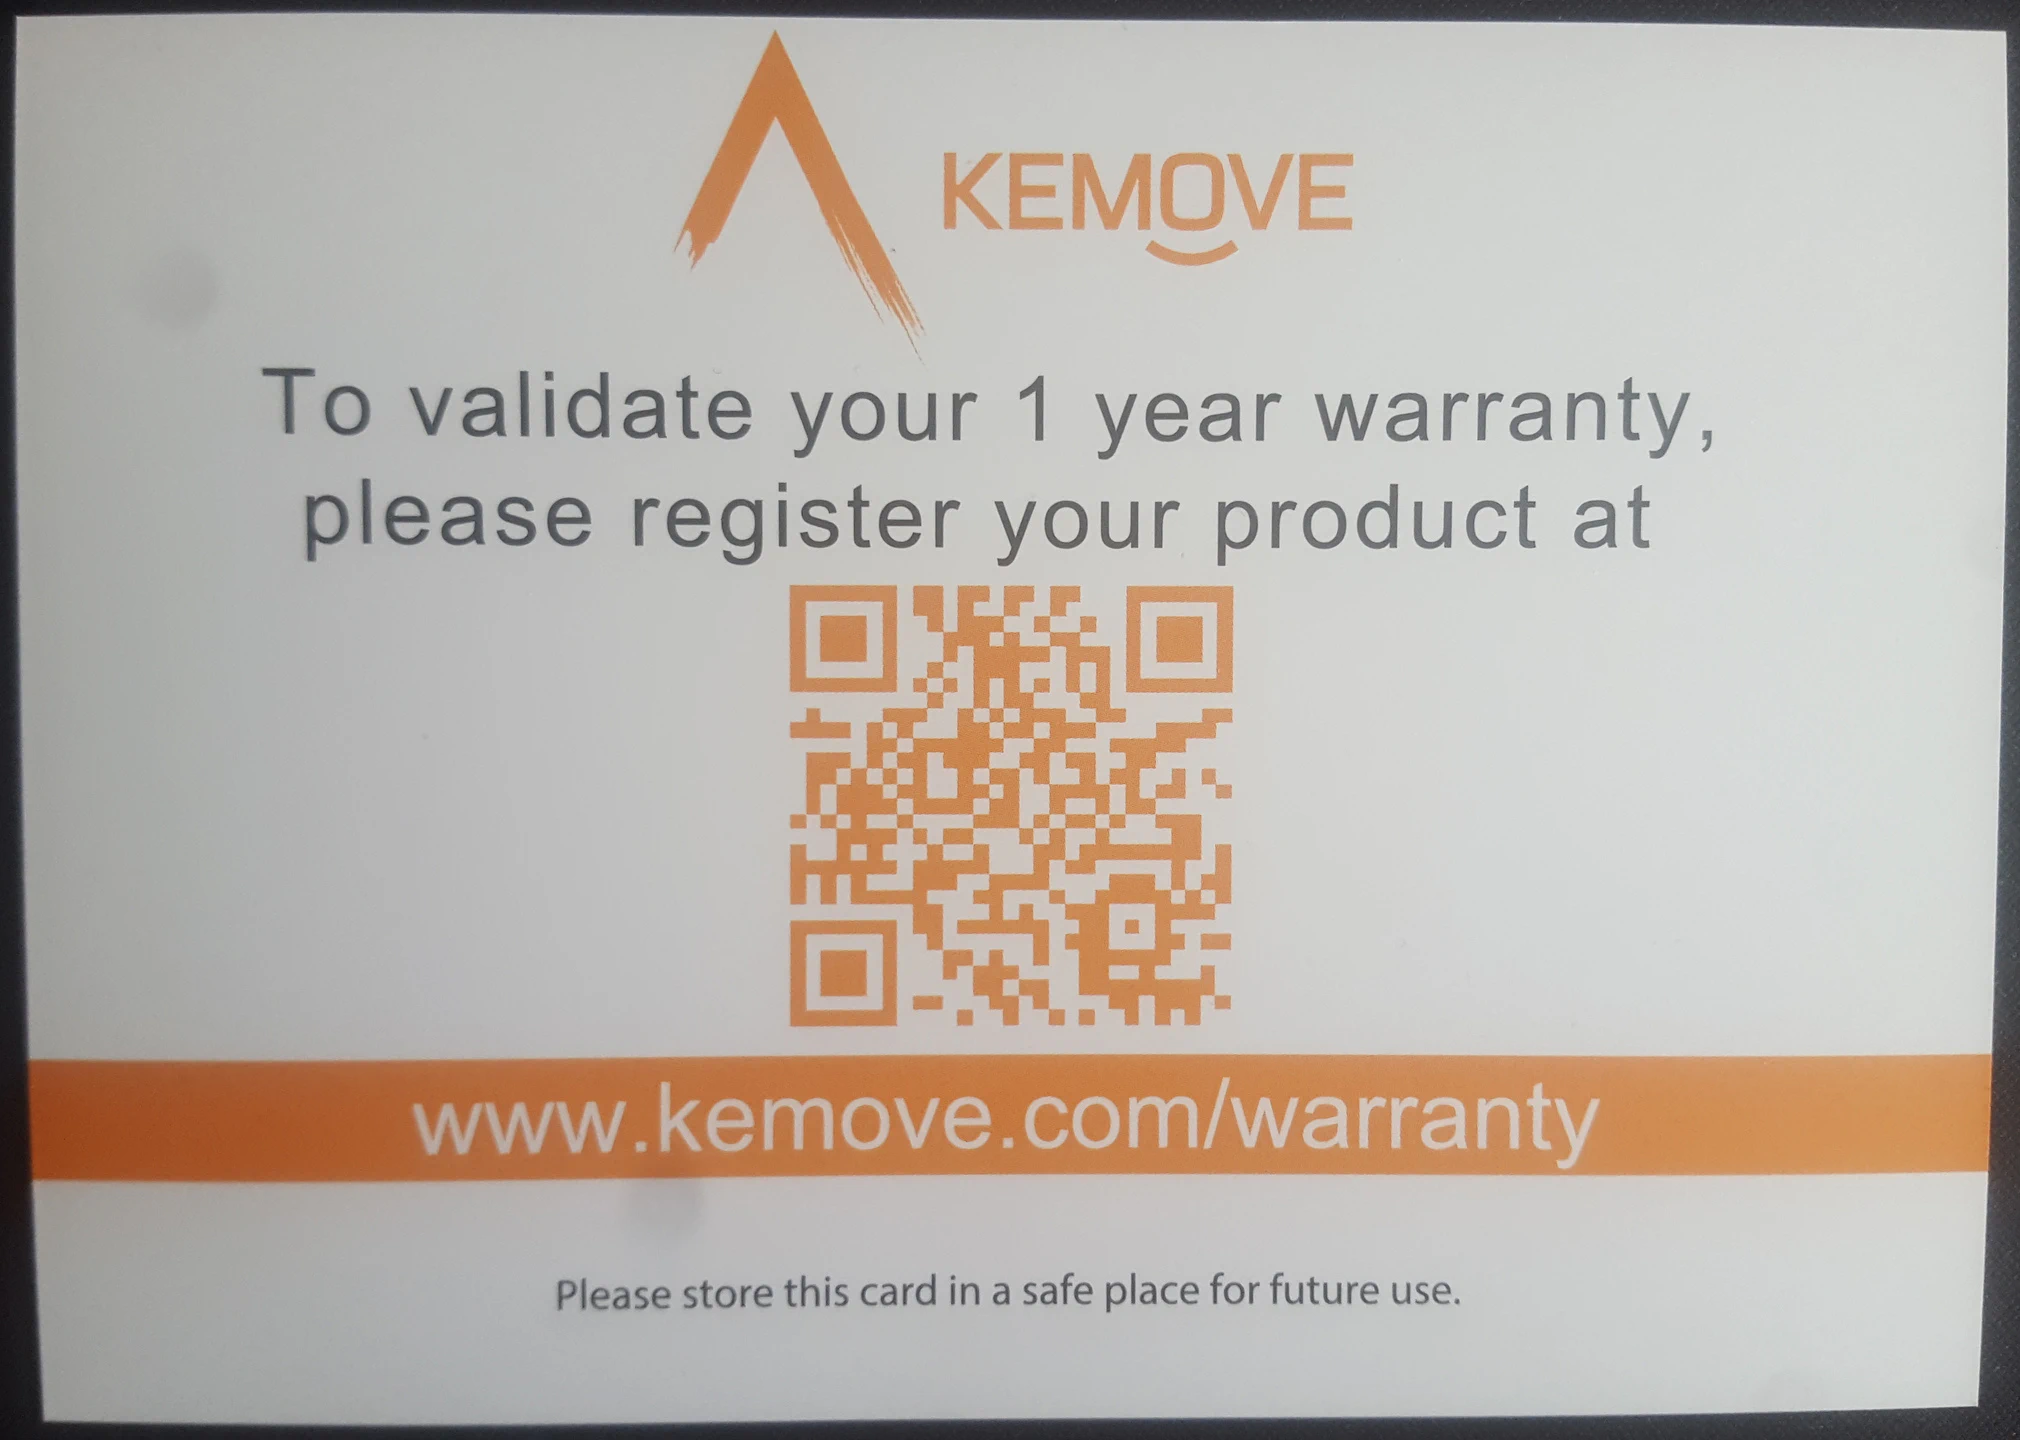 KEMOVE
To validate your 1 year warranty,
please register your product at
www.kemove.com/warranty
Please store this card in a safe place for future use.